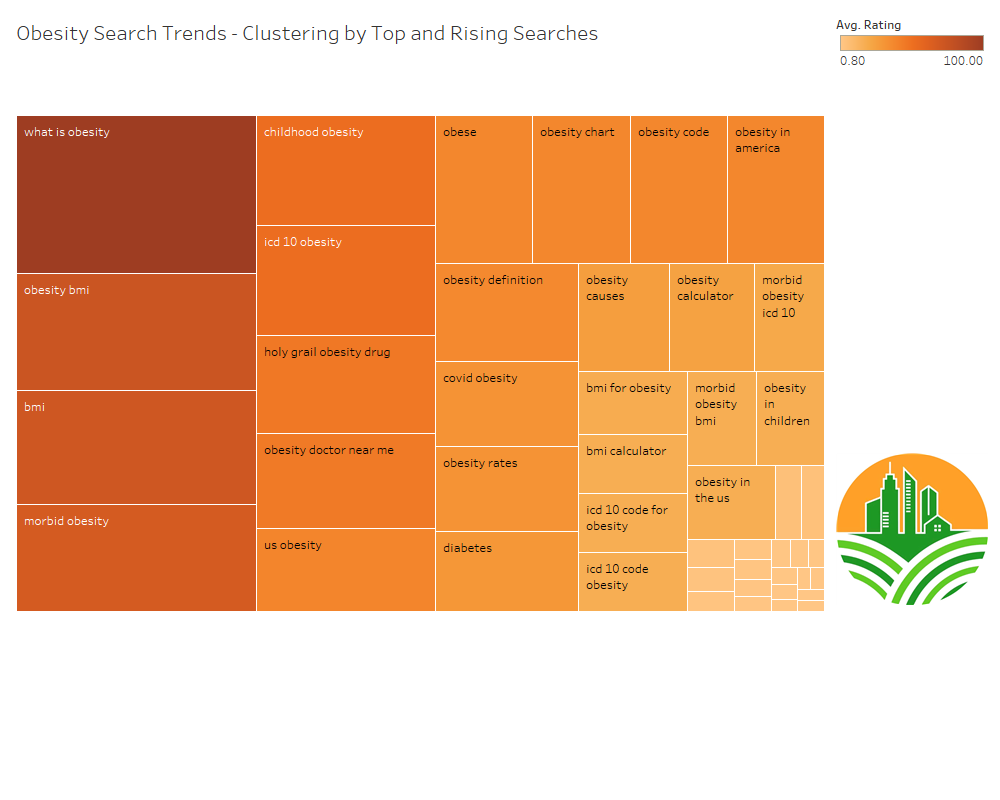 Obesity Search Trends - Clustering by Top and Rising Searches
Avg. Rating
0.80 100.00
what is obesity
obesity bmi
bmi
morbid obesity
childhood obesity
icd 10 obesity
holy grail obesity drug
obesity doctor near me
us obesity
obese
obesity chart
obesity code
obesity in
america
obesity definition
covid obesity
obesity rates
diabetes
obesity
causes
obesity
calculator
morbid
obesity
icd 10
bmi for obesity
bmi calculator
icd 10 code for
obesity
icd 10 code
obesity
morbid
obesity
bmi
obesity
in
children
obesity in
the us